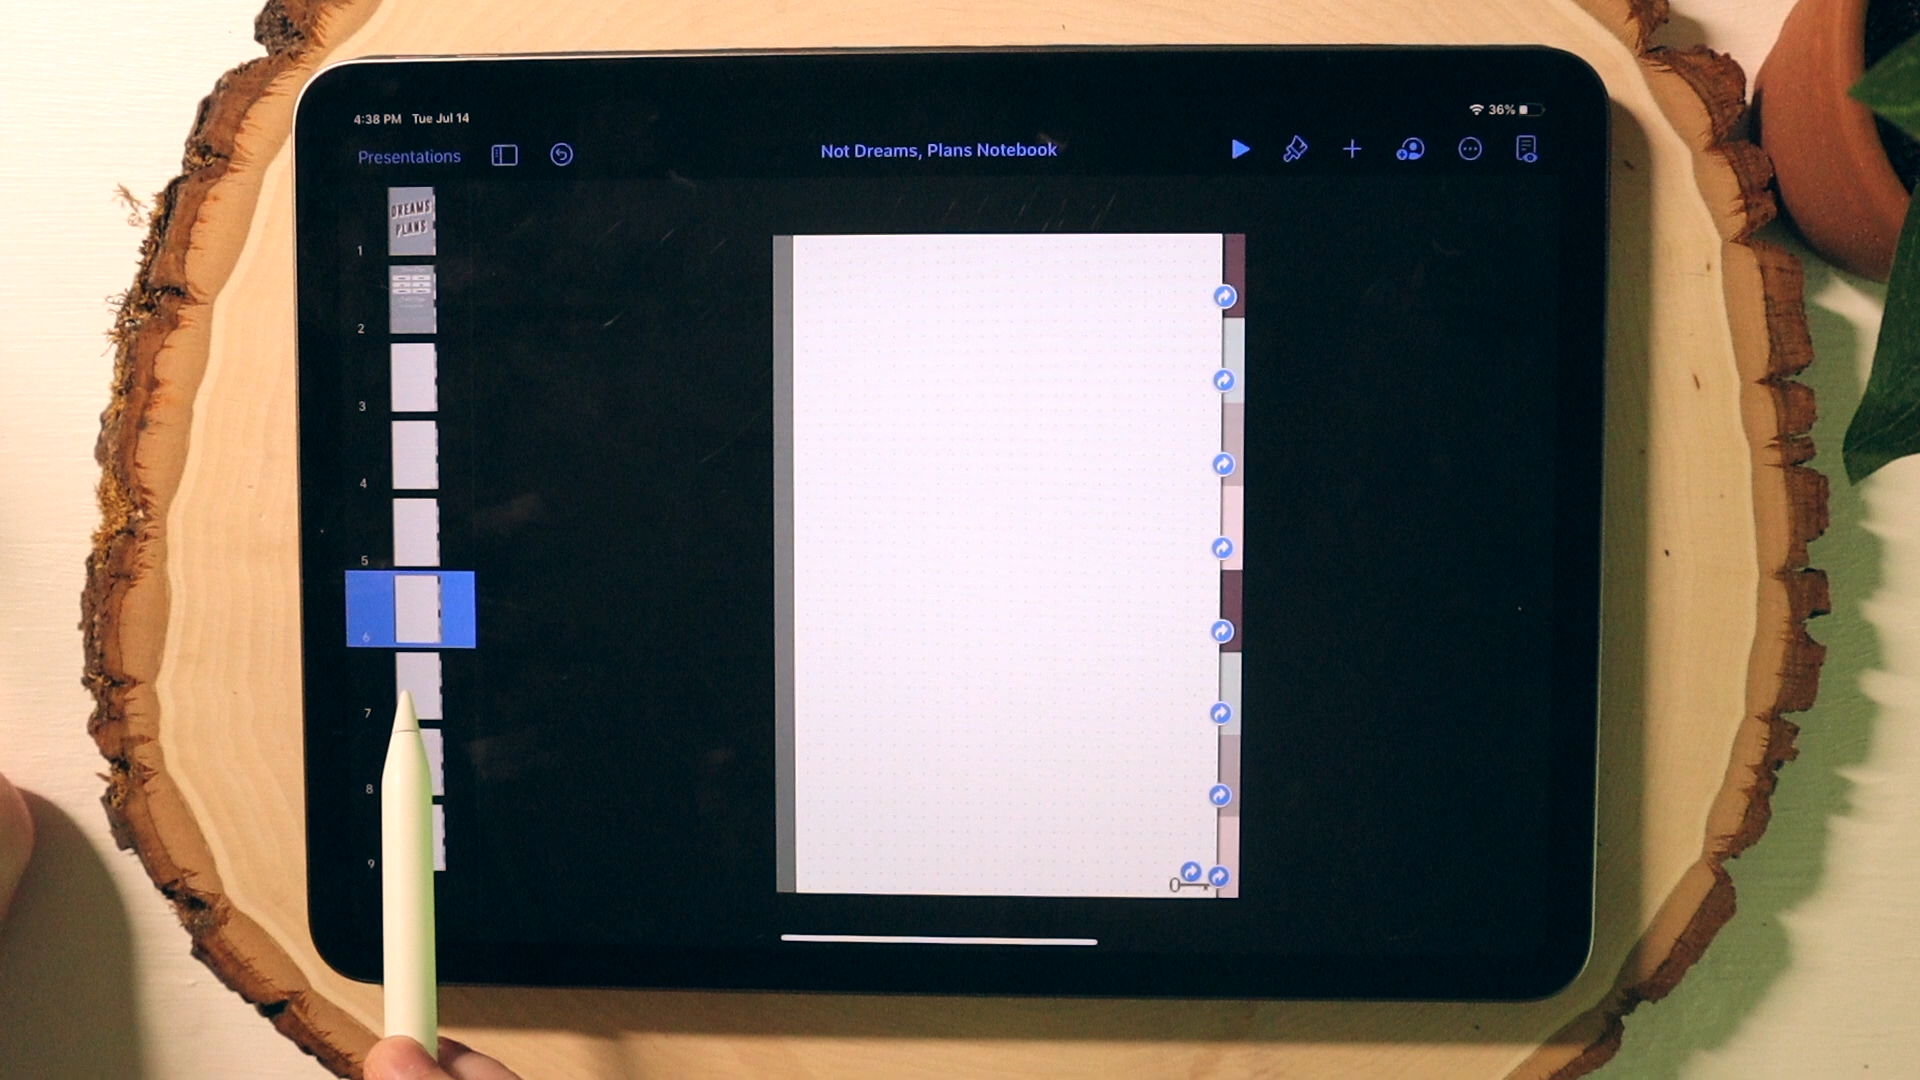 4:38 PM Tue Jul 14
36%
Presentations
Not Dreams, Plans Notebook
DREAMS
PLANS
1
2
3
4
5
6
7
8
9